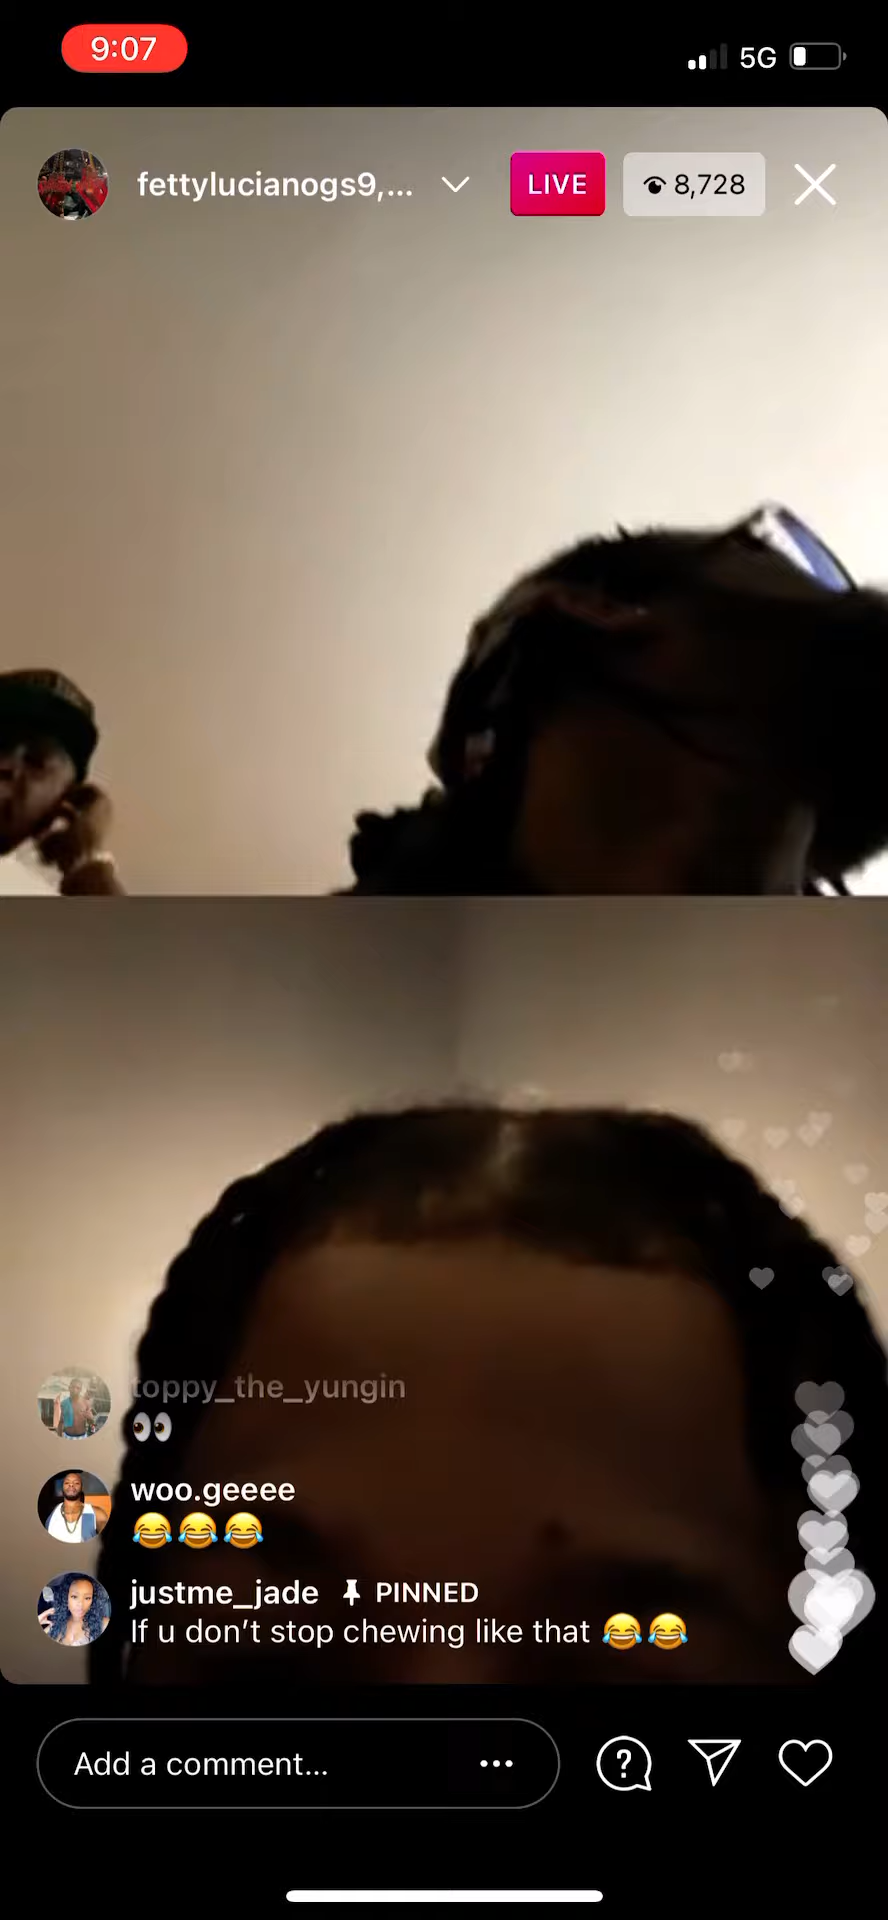 9:07
5G
fettylucianogs9,...
LIVE
8,728
toppy_the_yungin
👀
woo.geeee
😂😂😂
justme_jade PINNED
If u don’t stop chewing like that 😂😂
Add a comment...